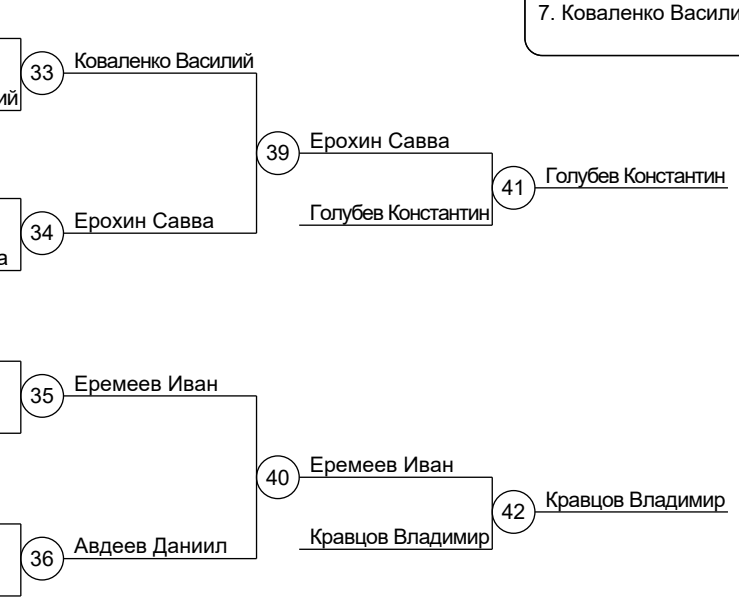 7. Коваленко
33 Коваленко Василий
39 Ерохин Савва
41 Голубев Константин
Голубев Константин
34 Ерохин Савва
35 Еремеев Иван
40 Еремеев Иван
42 Кравцов Владимир
Кравцов Владимир
36 Авдеев Даниил